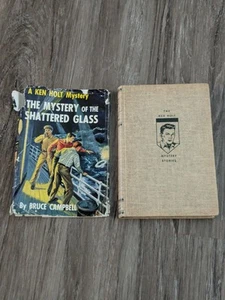 A KEN HOLT Mystery
THE MYSTERY OF THE
SHATTERED GLASS
By BRUCE CAMPBELL
THE
KEN HOLT
MYSTERY
STORIES